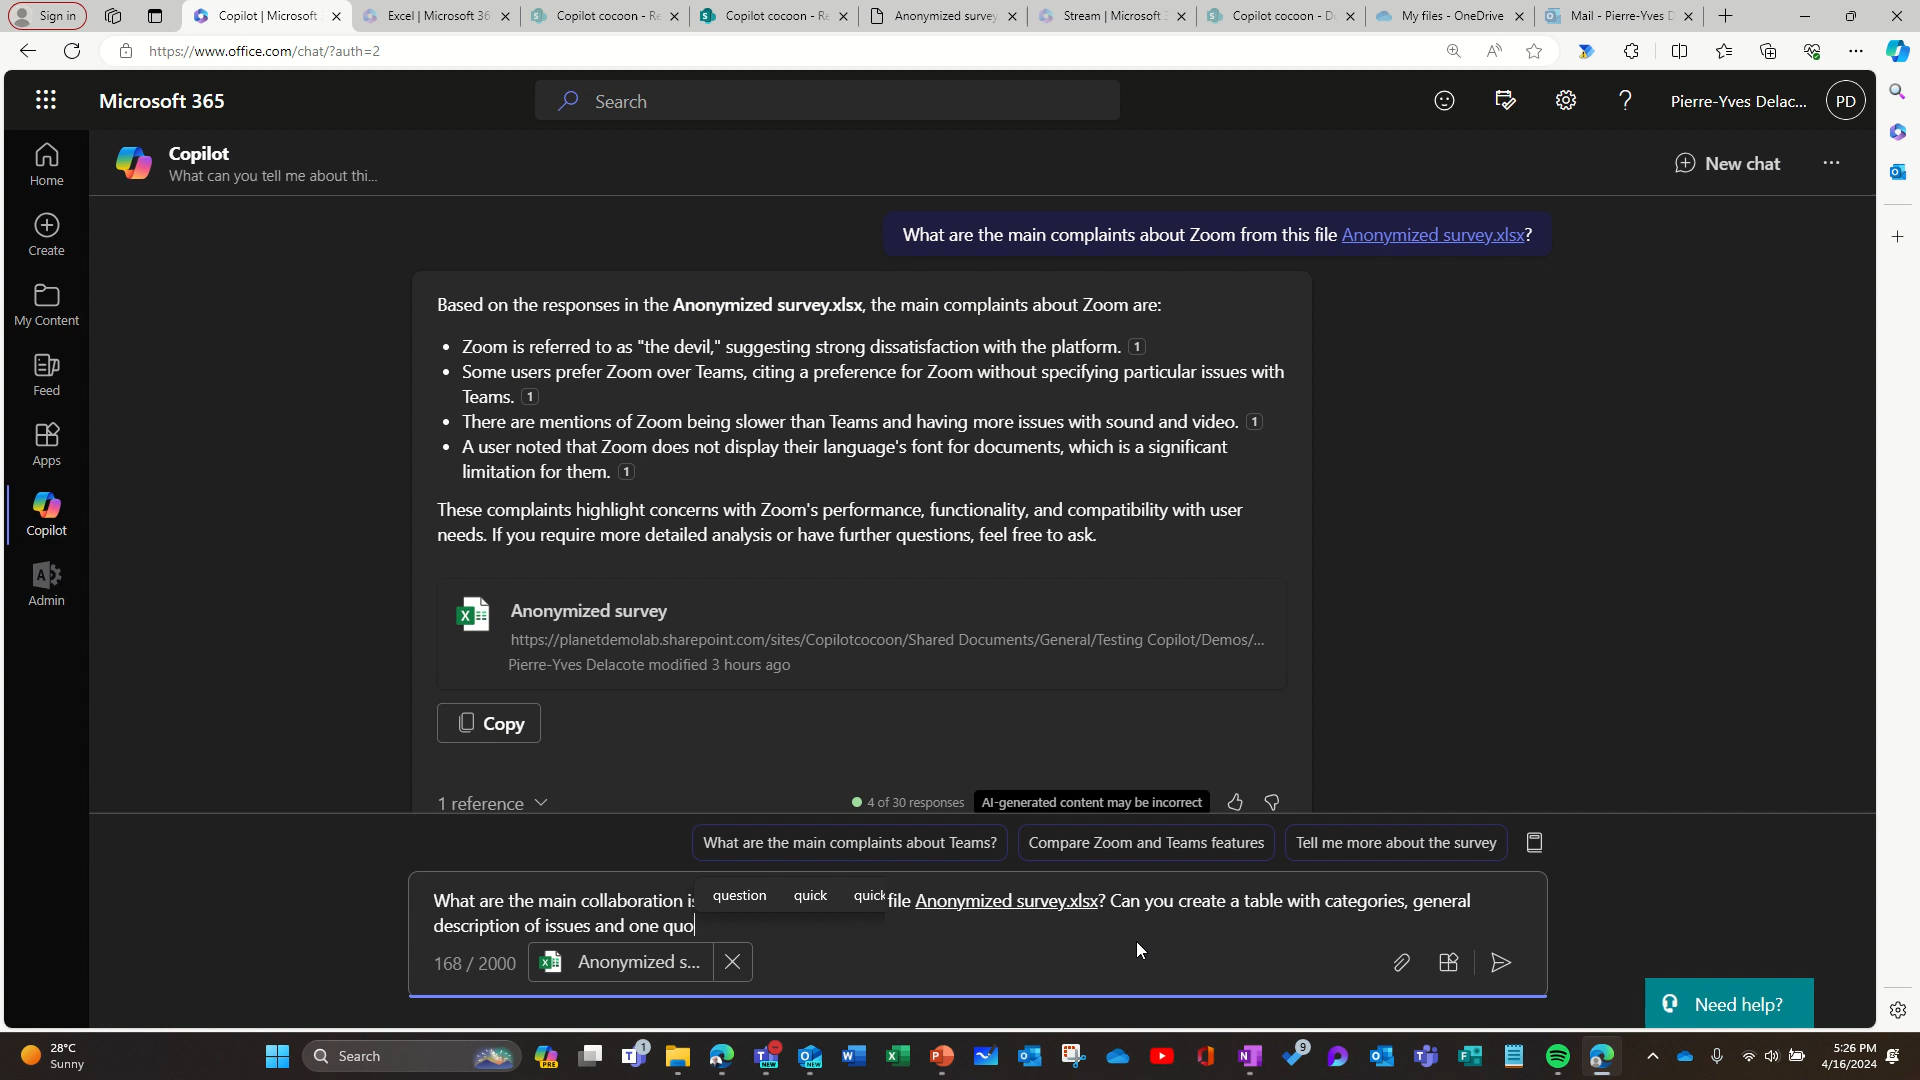 Sign in
Copilot | Microsoft
Excel | Microsoft 36
Copilot cocoon - Re
Copilot cocoon - Re
Anonymized survey
Stream | Microsoft
Copilot cocoon - D
My files - OneDrive
Mail - Pierre-Yves D
https://www.office.com/chat/?auth=2
Microsoft 365
Search
Pierre-Yves Delac...
PD
Home
Create
My Content
Feed
Apps
Copilot
Admin
Copilot
What can you tell me about thi...
New chat
What are the main complaints about Zoom from this file Anonymized survey.xlsx?
Based on the responses in the Anonymized survey.xlsx, the main complaints about Zoom are:
• Zoom is referred to as "the devil," suggesting strong dissatisfaction with the platform. 1
• Some users prefer Zoom over Teams, citing a preference for Zoom without specifying particular issues with
Teams. 1
• There are mentions of Zoom being slower than Teams and having more issues with sound and video. 1
• A user noted that Zoom does not display their language's font for documents, which is a significant
limitation for them. 1
These complaints highlight concerns with Zoom's performance, functionality, and compatibility with user
needs. If you require more detailed analysis or have further questions, feel free to ask.
Anonymized survey
https://planetdemolab.sharepoint.com/sites/Copilotcocoon/Shared Documents/General/Testing Copilot/Demos/...
Pierre-Yves Delacote modified 3 hours ago
Copy
1 reference
4 of 30 responses
AI-generated content may be incorrect
What are the main complaints about Teams?
Compare Zoom and Teams features
Tell me more about the survey
question quick quick
What are the main collaboration is file Anonymized survey.xlsx? Can you create a table with categories, general
description of issues and one quo
168 / 2000
Anonymized s...
Need help?
28°C
Sunny
Search
PRE
1
NEW
NEW
9
5:26 PM
4/16/2024